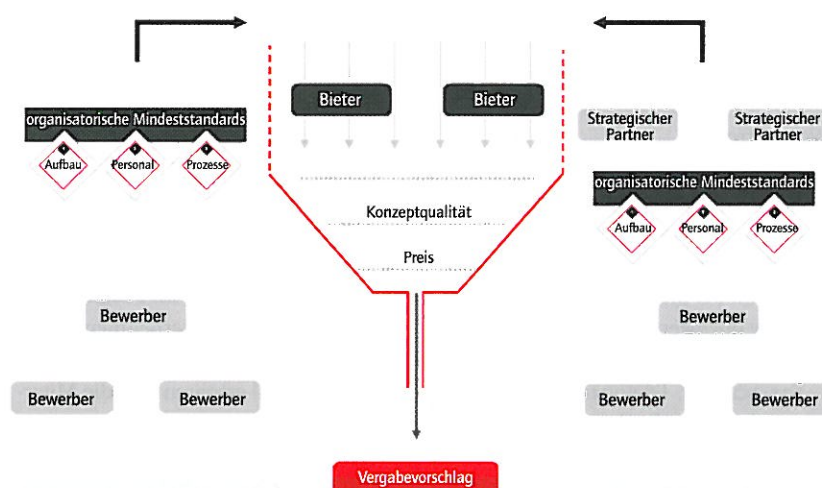 Bieter
Bieter
organisatorische Mindeststandards
Aufbau
Personal
Prozesse
Strategischer
Partner
Strategischer
Partner
organisatorische Mindeststandards
Aufbau
Personal
Prozesse
Konzeptqualität
Preis
Bewerber
Bewerber
Bewerber
Bewerber
Bewerber
Bewerber
Vergabevorschlag